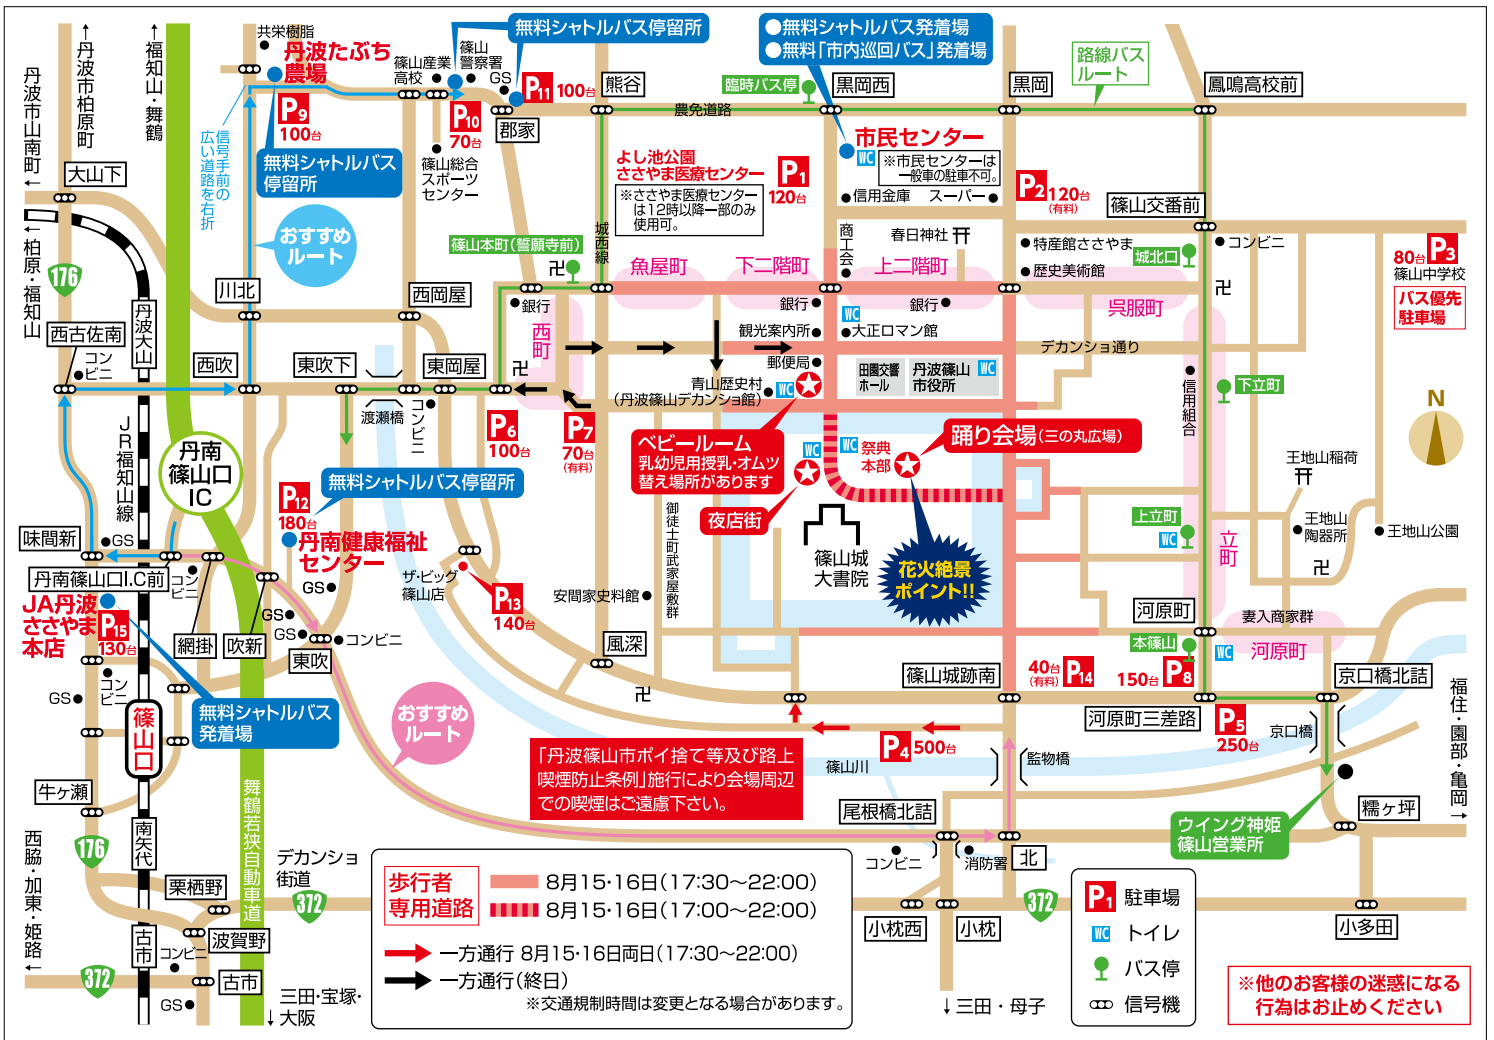 ↑丹波市柏原町
↑福知山・舞鶴
丹波市山南町↓
←柏原・福知山
共栄樹脂
丹波たぶち
農場
P9
100台
無料シャトルバス
停留所
信号手前の
広い道路を右折
おすすめ
ルート
篠山産業
高校
篠山
警察署
GS
無料シャトルバス停留所
P10
70台
P11 100台
郡家
熊谷
篠山総合
スポーツ
センター
●無料シャトルバス発着場
●無料「市内巡回バス」発着場
臨時バス停
黒岡西
黒岡
路線バス
ルート
鳳鳴高校前
農免道路
市民センター
WC
※市民センターは
一般車の駐車不可。
よし池公園
ささやま医療センター
P1
120台
※ささやま医療センター
は12時以降一部のみ
使用可。
信用金庫
スーパー
P2 120台
(有料)
篠山交番前
コンビニ
80台 P3
篠山中学校
バス優先
駐車場
大山下
176
丹波大山
川北
西岡屋
西古佐南
コン
ビニ
西吹
東吹下
東岡屋
渡瀬橋
コンビニ
篠山本町(誓願寺前)
城西線
銀行
西町
魚屋町
下二階町
上二階町
呉服町
商工会
春日神社
特産館ささやま
歴史美術館
城北口
銀行
WC
銀行
観光案内所
大正ロマン館
デカンショ通り
郵便局
田園交響
ホール
丹波篠山
市役所
WC
青山歴史村
(丹波篠山デカンショ館)
WC
信用組合
下立町
N
P6
100台
P7
70台
(有料)
ベビールーム
乳幼児用授乳・オムツ
替え場所があります
WC
WC
祭典
本部
踊り会場(三の丸広場)
夜店街
篠山城
大書院
花火絶景
ポイント!!
上立町
WC
立町
王地山稲荷
王地山
陶器所
王地山公園
御徒士町武家屋敷群
安間家史料館
JR福知山線
丹南
篠山口
IC
P12
180台
無料シャトルバス停留所
丹南健康福祉
センター
味間新
GS
丹南篠山口I.C前
コン
ビニ
JA丹波
ささやま
本店
P15
130台
網掛
吹新
GS
GS
GS
コンビニ
東吹
ザ・ビッグ
篠山店
P13
140台
風深
コン
ビニ
GS
無料シャトルバス
発着場
篠山口
おすすめ
ルート
河原町
妻入商家群
本篠山
WC
河原町
篠山城跡南
40台
(有料)
P14
150台 P8
河原町三差路
P5
250台
京口橋北詰
京口橋
福住・園部・亀岡→
P4 500台
篠山川
監物橋
「丹波篠山市ポイ捨て等及び路上
喫煙防止条例」施行により会場周辺
での喫煙はご遠慮下さい。
尾根橋北詰
コンビニ
消防署
北
ウイング神姫
篠山営業所
糯ヶ坪
牛ヶ瀬
176
南矢代
舞鶴若狭自動車道
デカンショ
街道
372
栗栖野
西脇・加東・姫路←
古市
コンビニ
波賀野
372
古市
GS
三田・宝塚・
↓大阪
歩行者
専用道路
8月15・16日(17:30〜22:00)
8月15・16日(17:00〜22:00)
一方通行 8月15・16日両日(17:30〜22:00)
一方通行(終日)
※交通規制時間は変更となる場合があります。
小枕西
小枕
372
↓三田・母子
P1 駐車場
WC トイレ
バス停
信号機
小多田
※他のお客様の迷惑になる
行為はお止めください